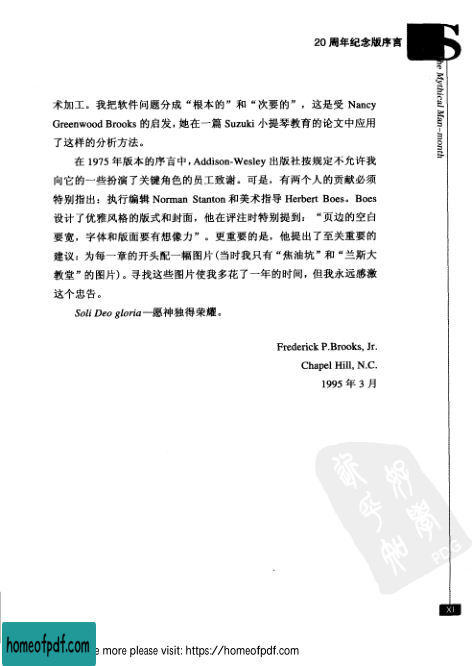 20 周年纪念版序言
S
The Mythical Man-month
术加工。我把软件问题分成“根本的”和“次要的”，这是受 Nancy
Greenwood Brooks 的启发，她在一篇 Suzuki 小提琴教育的论文中应用
了这样的分析方法。
在 1975 年版本的序言中，Addison-Wesley 出版社按规定不允许我
向它的一些扮演了关键角色的员工致谢。可是，有两个人的贡献必须
特别指出：执行编辑 Norman Stanton 和美术指导 Herbert Boes。Boes
设计了优雅风格的版式和封面，他在评注时特别提到：“页边的空白
要宽，字体和版面要有想像力”。更重要的是，他提出了至关重要的
建议：为每一章的开头配一幅图片(当时我只有“焦油坑”和“兰斯大
教堂”的图片)。寻找这些图片使我多花了一年的时间，但我永远感激
这个忠告。
Soli Deo gloria—愿神独得荣耀。
Frederick P.Brooks, Jr.
Chapel Hill, N.C.
1995 年 3 月
PDG
XI
homeofpdf.com
e more please visit: https://homeofpdf.com